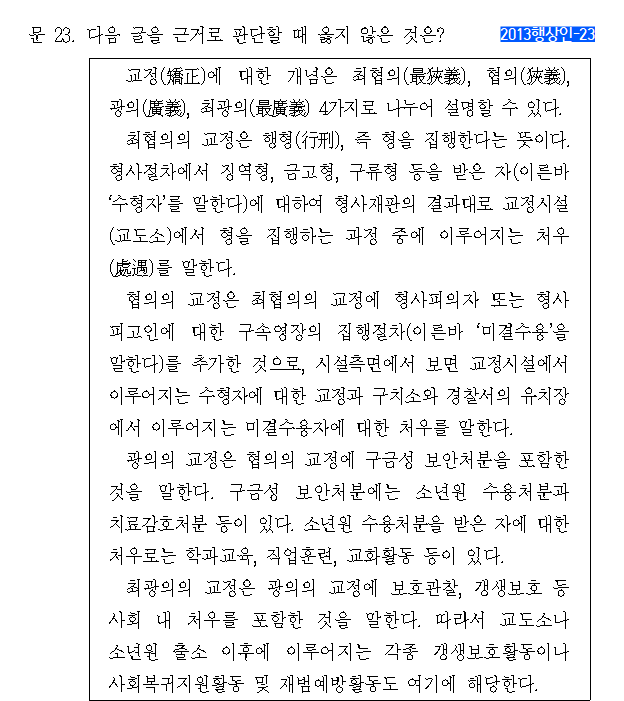 문 23. 다음 글을 근거로 판단할 때 옳지 않은 것은? 2013행상인-23
교정(矯正)에 대한 개념은 최협의(最狹義), 협의(狹義),
광의(廣義), 최광의(最廣義) 4가지로 나누어 설명할 수 있다.
최협의의 교정은 행형(行刑), 즉 형을 집행한다는 뜻이다.
형사절차에서 징역형, 금고형, 구류형 등을 받은 자(이른바
‘수형자’를 말한다)에 대하여 형사재판의 결과대로 교정시설
(교도소)에서 형을 집행하는 과정 중에 이루어지는 처우
(處遇)를 말한다.
협의의 교정은 최협의의 교정에 형사피의자 또는 형사
피고인에 대한 구속영장의 집행절차(이른바 ‘미결수용’을
말한다)를 추가한 것으로, 시설측면에서 보면 교정시설에서
이루어지는 수형자에 대한 교정과 구치소와 경찰서의 유치장
에서 이루어지는 미결수용자에 대한 처우를 말한다.
광의의 교정은 협의의 교정에 구금성 보안처분을 포함한
것을 말한다. 구금성 보안처분에는 소년원 수용처분과
치료감호처분 등이 있다. 소년원 수용처분을 받은 자에 대한
처우로는 학과교육, 직업훈련, 교화활동 등이 있다.
최광의의 교정은 광의의 교정에 보호관찰, 갱생보호 등
사회 내 처우를 포함한 것을 말한다. 따라서 교도소나
소년원 출소 이후에 이루어지는 각종 갱생보호활동이나
사회복귀지원활동 및 재범예방활동도 여기에 해당한다.